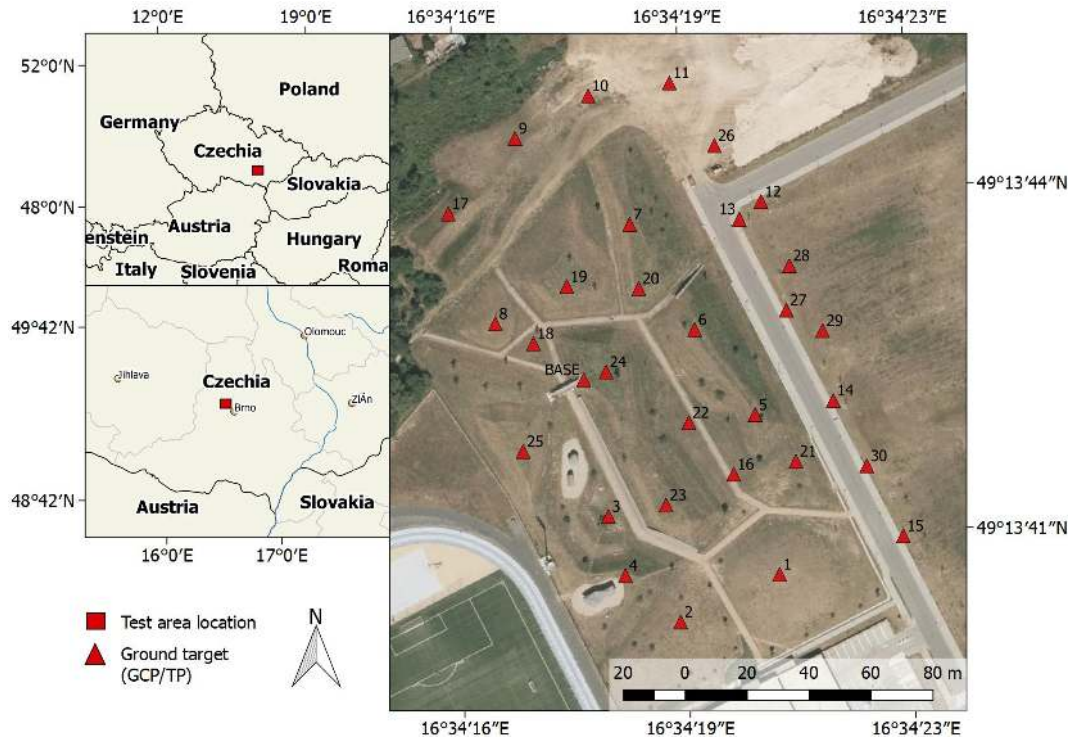 12°0′0″ 19°0′0″
16°34′16″ 16°34′19″ 16°34′23″
52°0′N
48°0′N
Germany
Poland
Czechia
Slovakia
Austria
enstein
Hungary
Italy
Slovenia
Roma
49°42′N
48°42′N
Olomouc
Jihlava
Czechia
Zlán
Brno
Austria
Slovakia
16°0′E 17°0′E
Test area location
Ground target
(GCP/TP)
N
11
10
9
26
12
13
17
7
28
19
20
27
8
6
29
18
24
BASE
14
5
22
25
21
30
16
23
3
15
1
4
2
49°13′44″N
49°13′41″N
20 0 20 40 60 80 m
16°34′16″ 16°34′19″ 16°34′23″